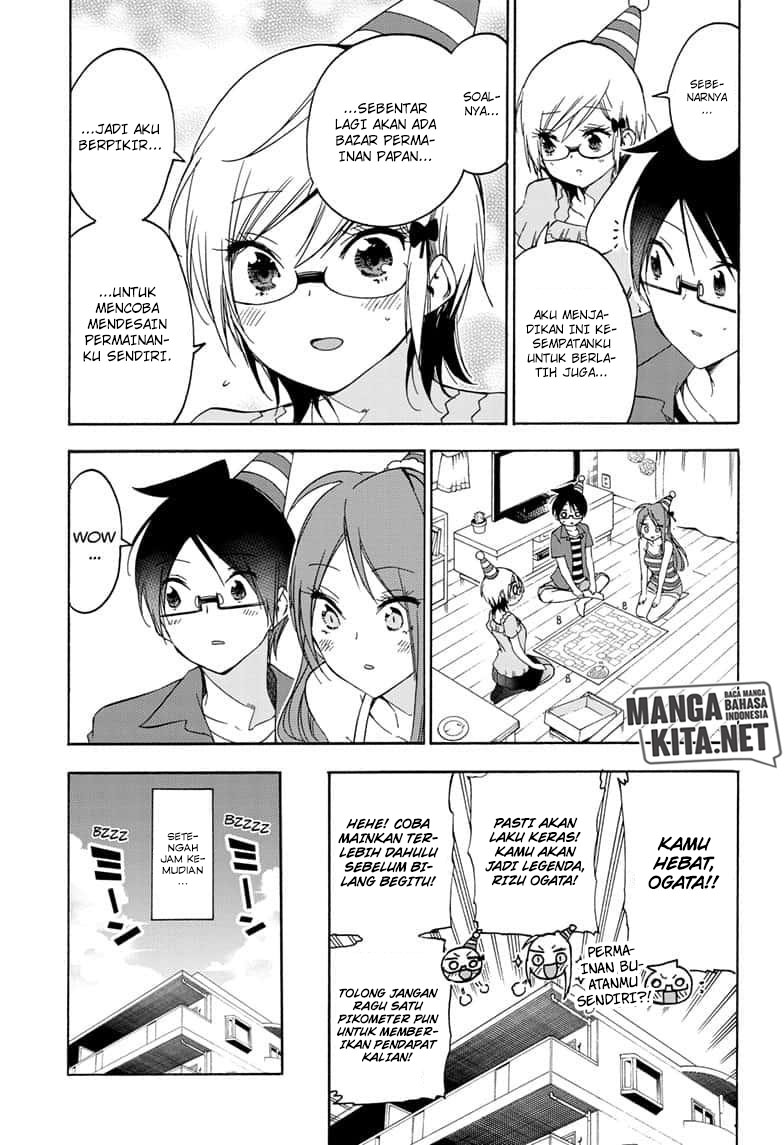 SEBE-
NARNYA
...
AKU MENJA-
DIKAN INI KE-
SEMPATANKU
UNTUK BERLA-
TIH JUGA...
SOAL-
NYA...
...SEBENTAR
LAGI AKAN ADA
BAZAR PERMA-
INAN PAPAN...
...JADI AKU
BERPIKIR...
...UNTUK
MENCOBA
MENDESAIN
PERMAINAN-
KU SENDIRI.
WOW
...
MANGA
KITA.NET
BACA MANGA
BAHASA
INDONESIA
KAMU
HEBAT,
OGATA!!
PERMA-
INAN BU-
ATANMU
SENDIRI?!
PASTI AKAN
LAKU KERAS!
KAMU AKAN
JADI LEGENDA,
RIZU OGATA!
HEHE! COBA
MAINKAN TER-
LEBIH DAHULU
SEBELUM BI-
LANG BEGITU!
TOLONG JANGAN
RAGU SATU
PIKOMETER PUN
UNTUK MEMBER-
IKAN PENDAPAT
KALIAN!
BZZZZ
SETE-
NGAH
JAM KE-
MUDIAN
...
BZZZ